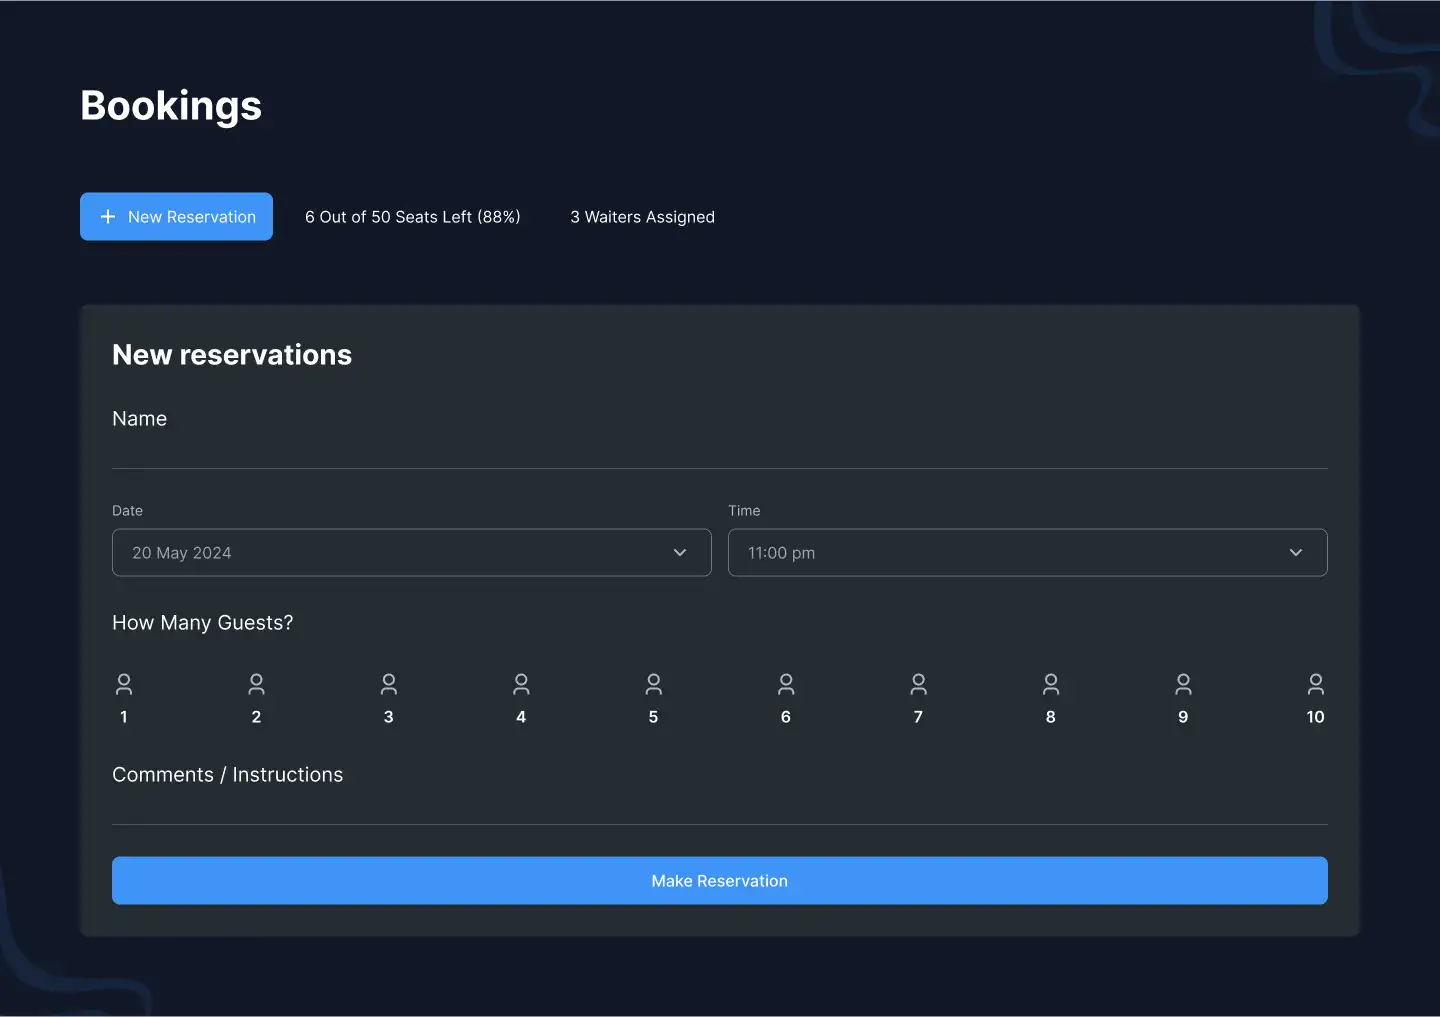 Bookings
New Reservation
6 Out of 50 Seats Left (88%)
3 Waiters Assigned
New reservations
Name
Date
Time
20 May 2024
11:00 pm
How Many Guests?
1 2 3 4 5 6 7 8 9 10
Comments / Instructions
Make Reservation